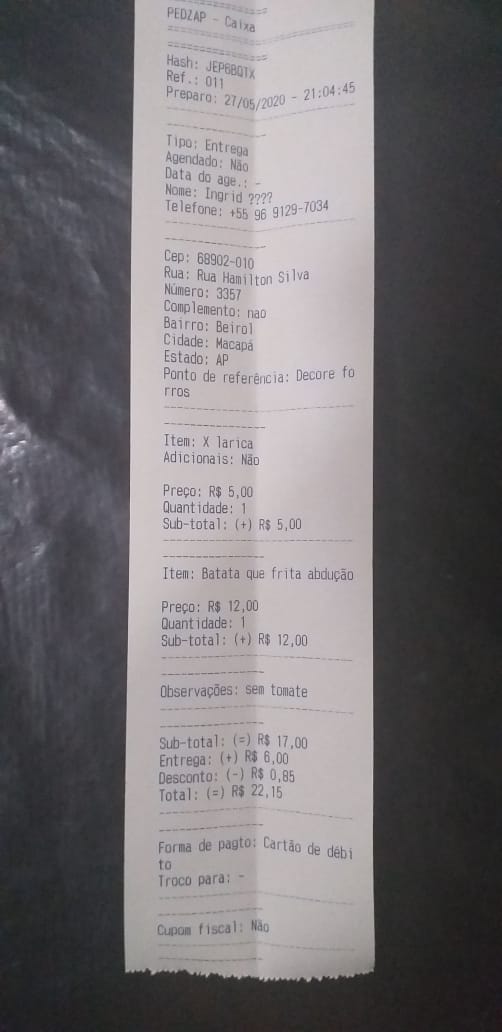 PEDZAP - Caixa
Hash: JEP6BQTX
Ref.: 011
Preparo: 27/05/2020 - 21:04:45
Tipo: Entrega
Agendado: Não
Data do age.: -
Nome: Ingrid ????
Telefone: +55 96 9129-7034
Cep: 68902-010
Rua: Rua Hamilton Silva
Número: 3357
Complemento: nao
Bairro: Beirol
Cidade: Macapá
Estado: AP
Ponto de referência: Decore fo
rros
Item: X larica
Adicionais: Não
Preço: R$ 5,00
Quantidade: 1
Sub-total: (+) R$ 5,00
Item: Batata que frita abdução
Preço: R$ 12,00
Quantidade: 1
Sub-total: (+) R$ 12,00
Observações: sem tomate
Sub-total: (=) R$ 17,00
Entrega: (+) R$ 6,00
Desconto: (-) R$ 0,85
Total: (=) R$ 22,15
Forma de pagto: Cartão de débi
to
Troco para: -
Cupom fiscal: Não